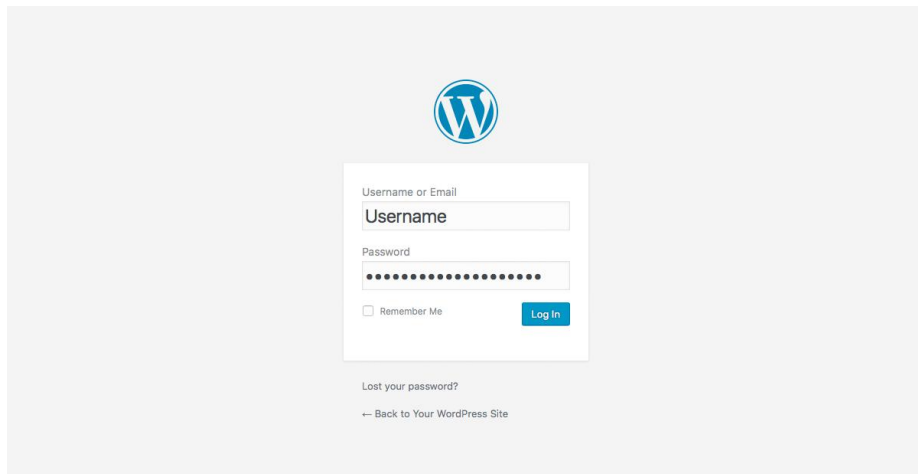 Username or Email
Username
Password
••••••••••••••••••••
Remember Me
Log In
Lost your password?
← Back to Your WordPress Site